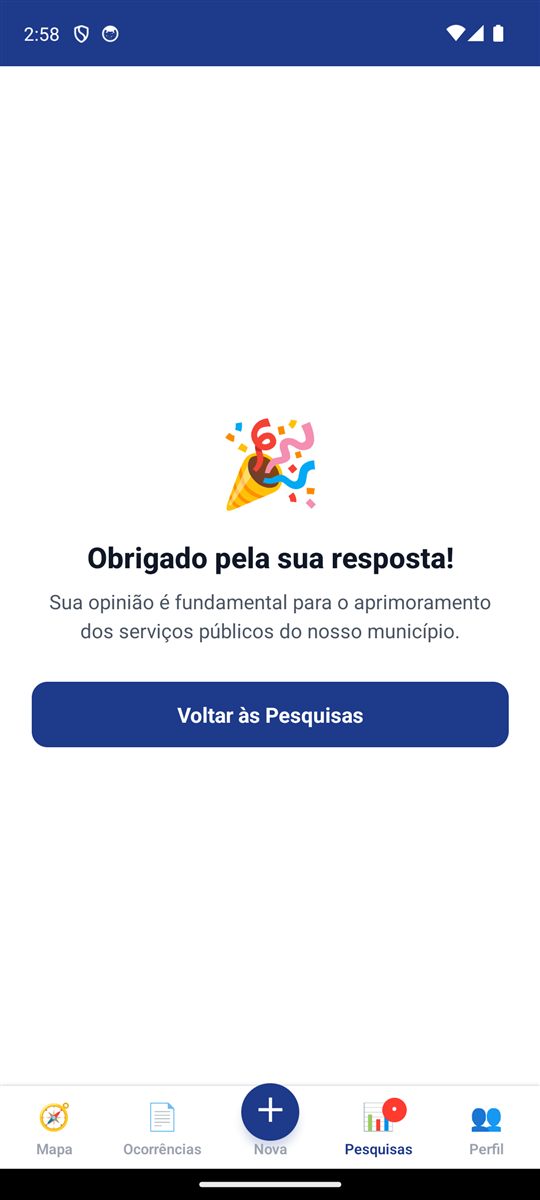 2:58
Obrigado pela sua resposta!
Sua opinião é fundamental para o aprimoramento
dos serviços públicos do nosso município.
Voltar às Pesquisas
Mapa
Ocorrências
Nova
Pesquisas
Perfil